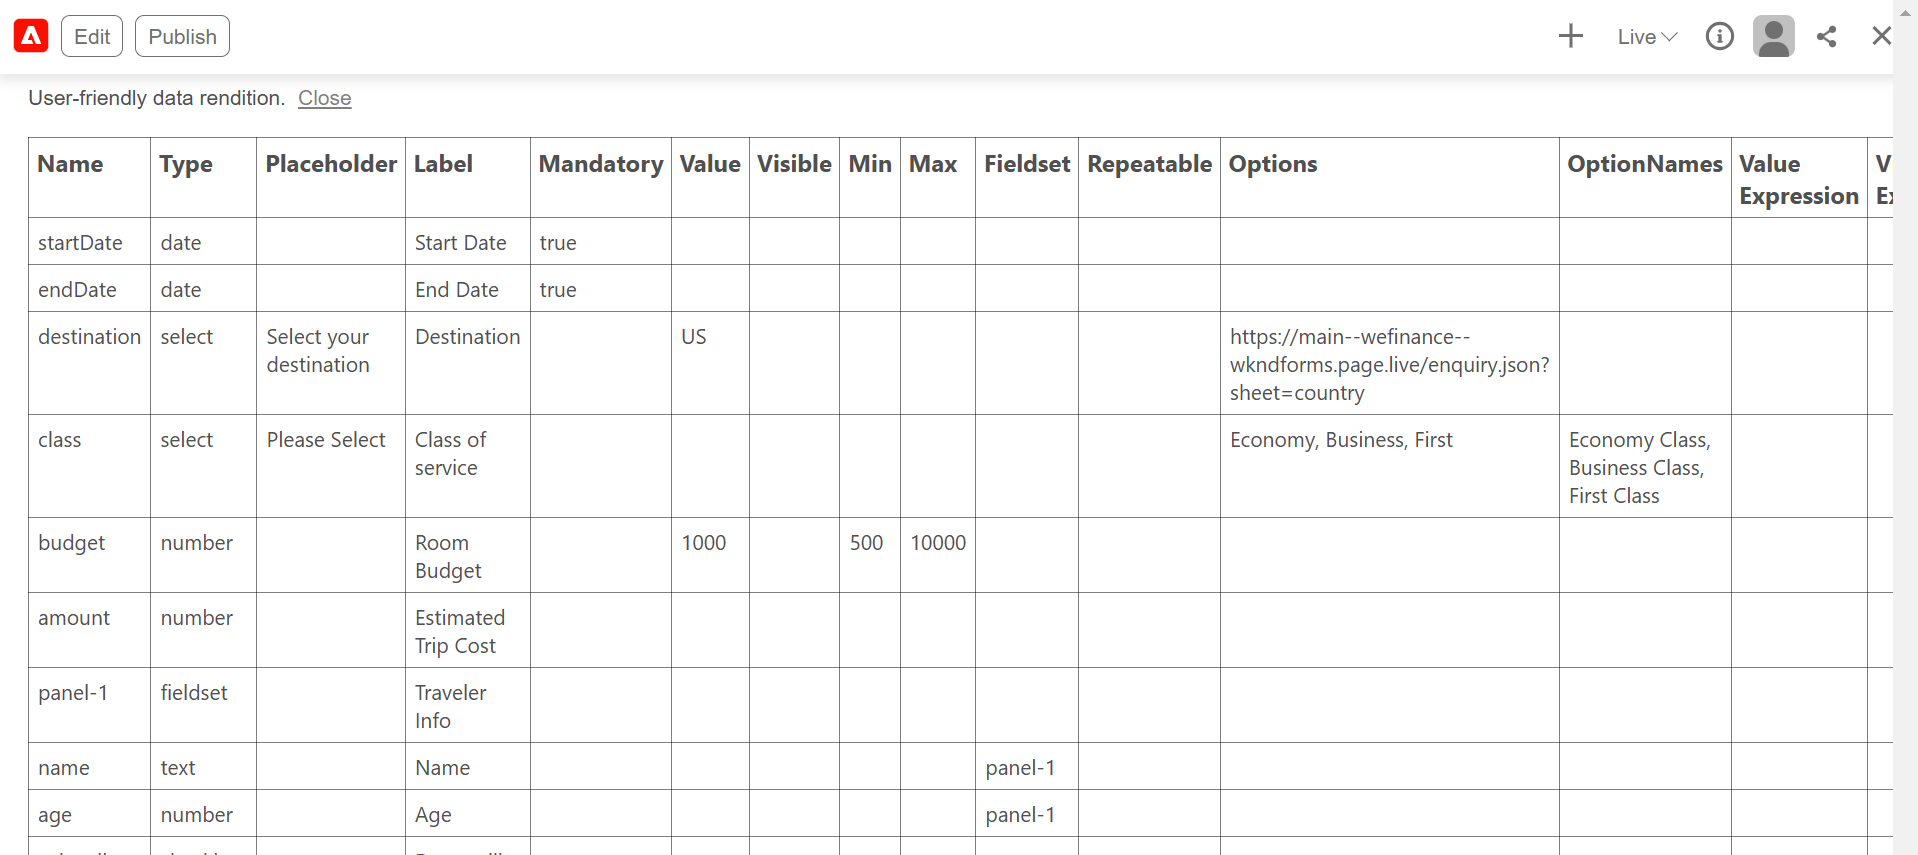 Edit Publish Live
User-friendly data rendition. Close
Name Type Placeholder Label Mandatory Value Visible Min Max Fieldset Repeatable Options OptionNames Value
Expression
startDate date Start Date true
endDate date End Date true
destination select Select your Destination US https://main--wefinance--
destination wkndforms.page.live/enquiry.json?
sheet=country
class select Please Select Class of Economy, Business, First Economy Class,
service Business Class,
First Class
budget number Room 1000 500 10000
Budget
amount number Estimated
Trip Cost
panel-1 fieldset Traveler
Info
name text Name panel-1
age number Age panel-1